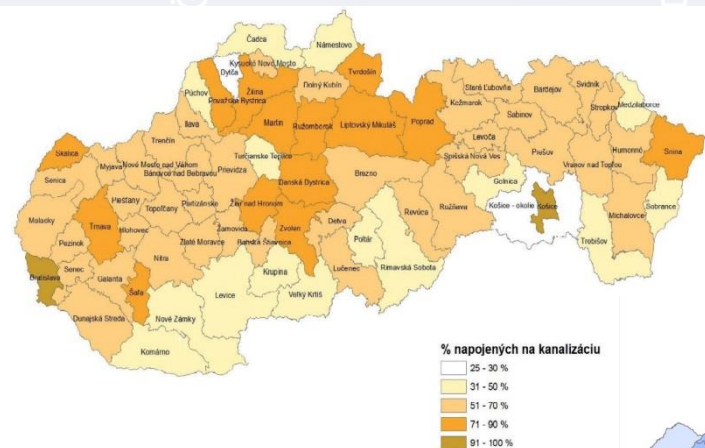 Čadca
Námestovo
Kysucké Nové Mesto
Bytča
Tvrdošín
Púchov
Žilina
Dolný Kubín
Považská Bystrica
Stará Ľubovňa
Bardejov
Svidník
Stropkov
Medzilaborce
Kežmarok
Sabinov
Ilava
Martin
Ružomberok
Liptovský Mikuláš
Poprad
Levoča
Trenčín
Prešov
Humenné
Snina
Skalica
Turčianske Teplice
Spišská Nová Ves
Vranov nad Topľou
Myjava
Nové Mesto nad Váhom
Bánovce nad Bebravou
Prievidza
Banská Bystrica
Brezno
Gelnica
Senica
Piešťany
Partizánske
Žiar nad Hronom
Košice - okolie
Košice
Sobrance
Topoľčany
Revúca
Rožňava
Michalovce
Malacky
Trnava
Hlohovec
Žarnovica
Zvolen
Detva
Zlaté Moravce
Banská Štiavnica
Poltár
Trebišov
Pezinok
Nitra
Lučenec
Rimavská Sobota
Bratislava
Senec
Galanta
Krupina
Šaľa
Levice
Veľký Krtíš
Dunajská Streda
Nové Zámky
Komárno
% napojených na kanalizáciu
25 - 30 %
31 - 50 %
51 - 70 %
71 - 90 %
91 - 100 %